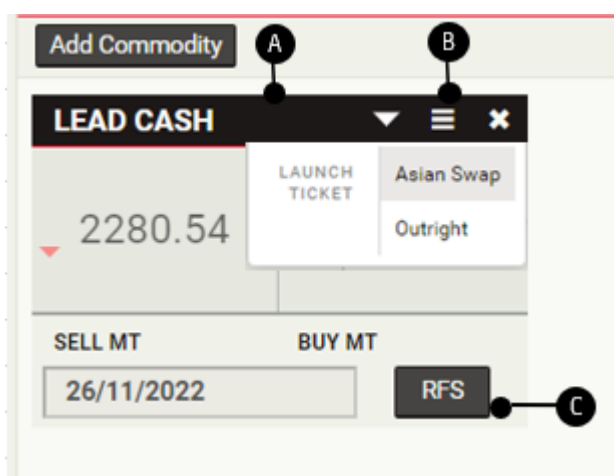 Add Commodity
A
B
LEAD CASH
LAUNCH
TICKET
Asian Swap
Outright
2280.54
SELL MT
BUY MT
26/11/2022
RFS
C